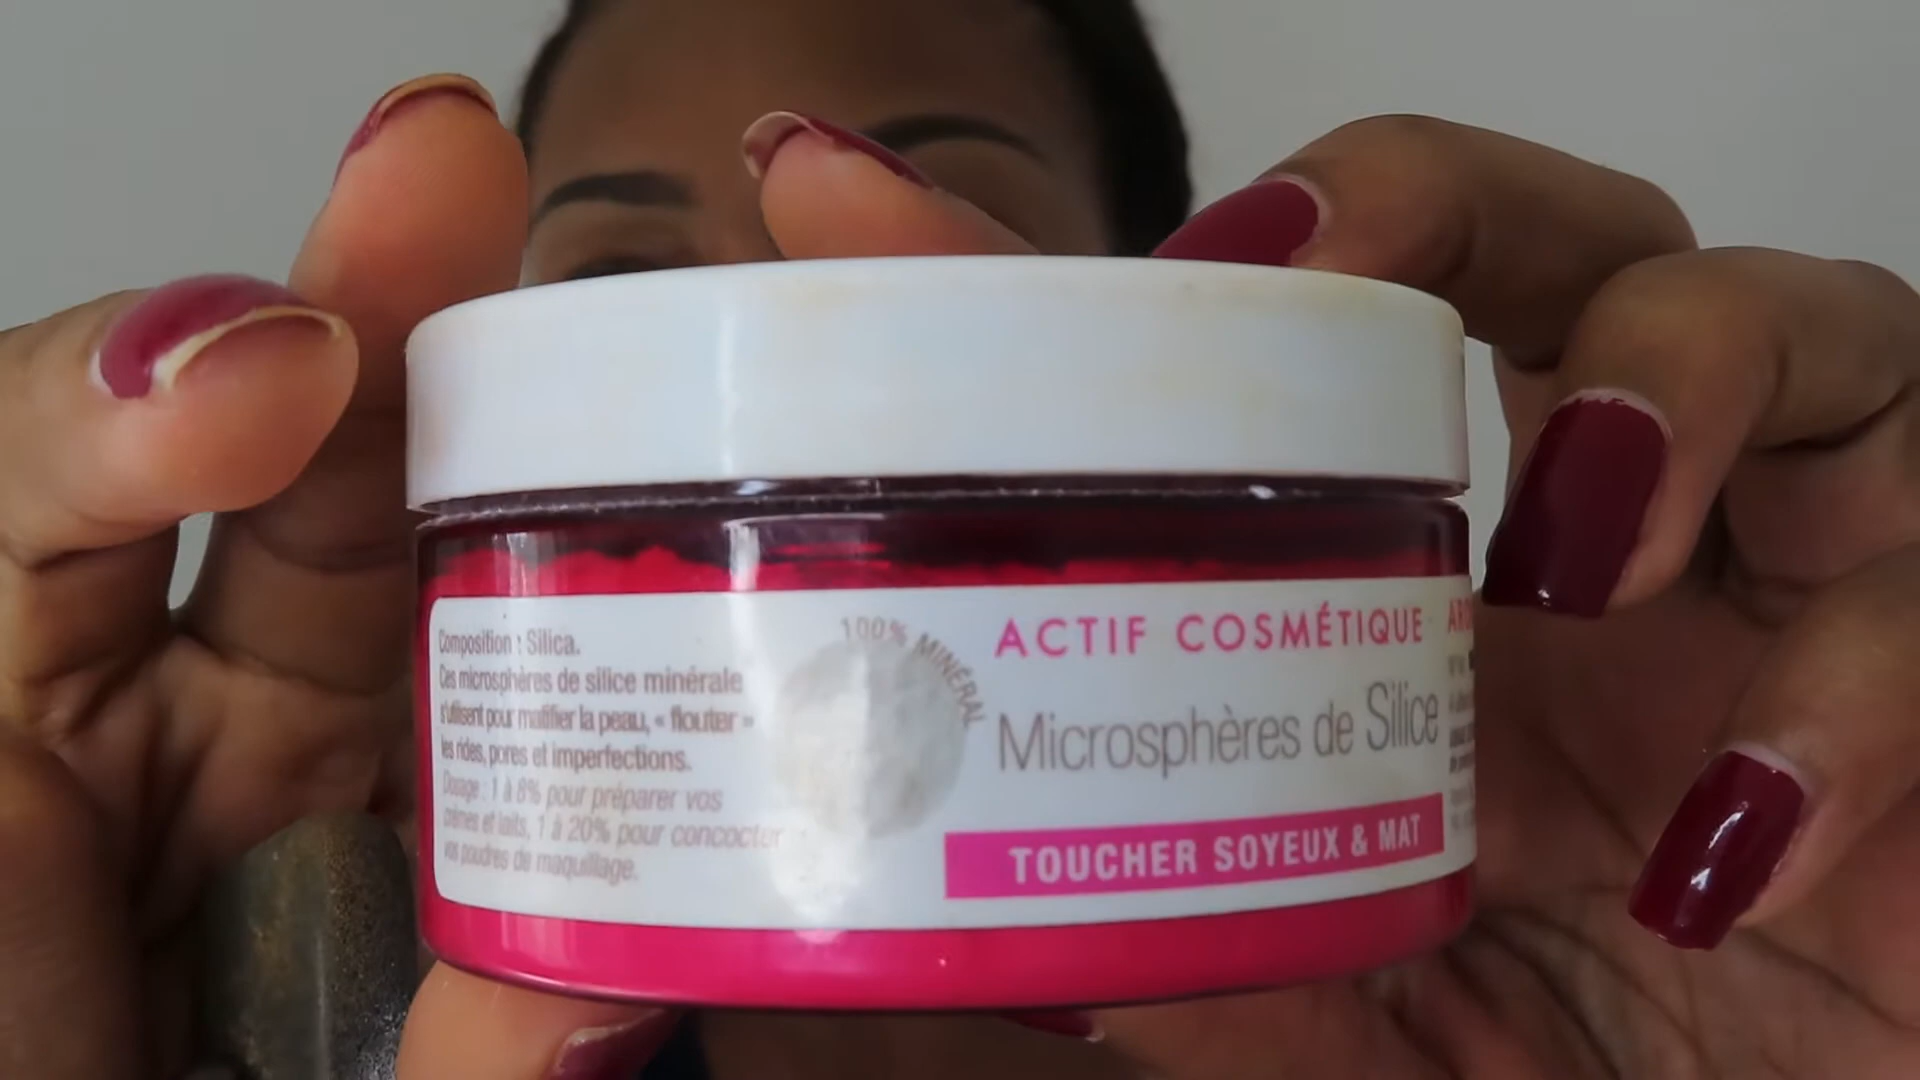 Composition : Silica.
Ces microsphères de silice minérale
s'utilisent pour matifier la peau, « flouter »
les rides, pores et imperfections.
Dosage : 1 à 8% pour préparer vos
crèmes et laits, 1 à 20% pour concocter
vos poudres de maquillage.
100% MINÉRAL
ACTIF COSMÉTIQUE
Microsphères de Silice
TOUCHER SOYEUX & MAT